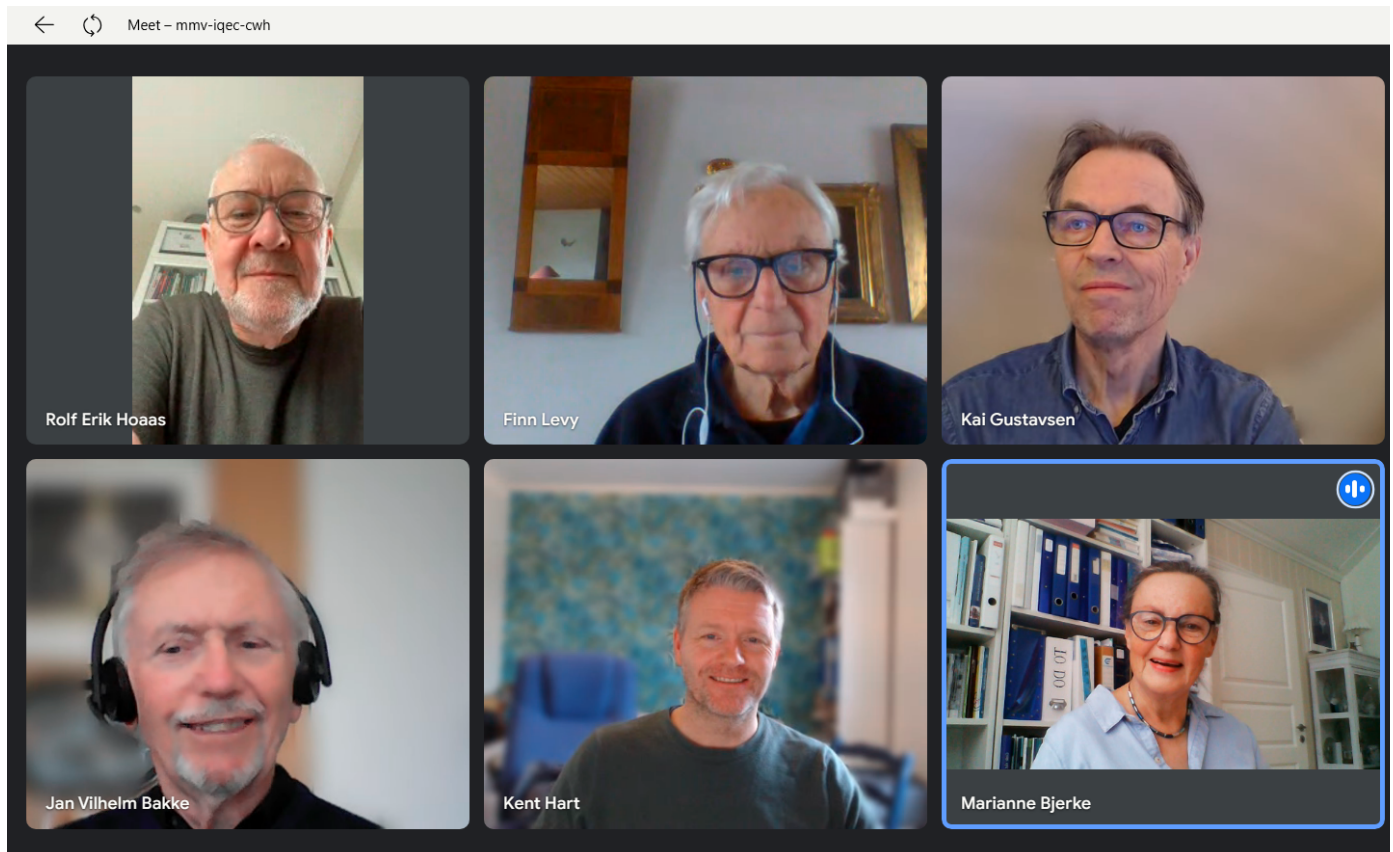 Meet – mmv-iqec-cwh
Rolf Erik Hoaas
Finn Levy
Kai Gustavsen
TO DO
Jan Vilhelm Bakke
Kent Hart
Marianne Bjerke